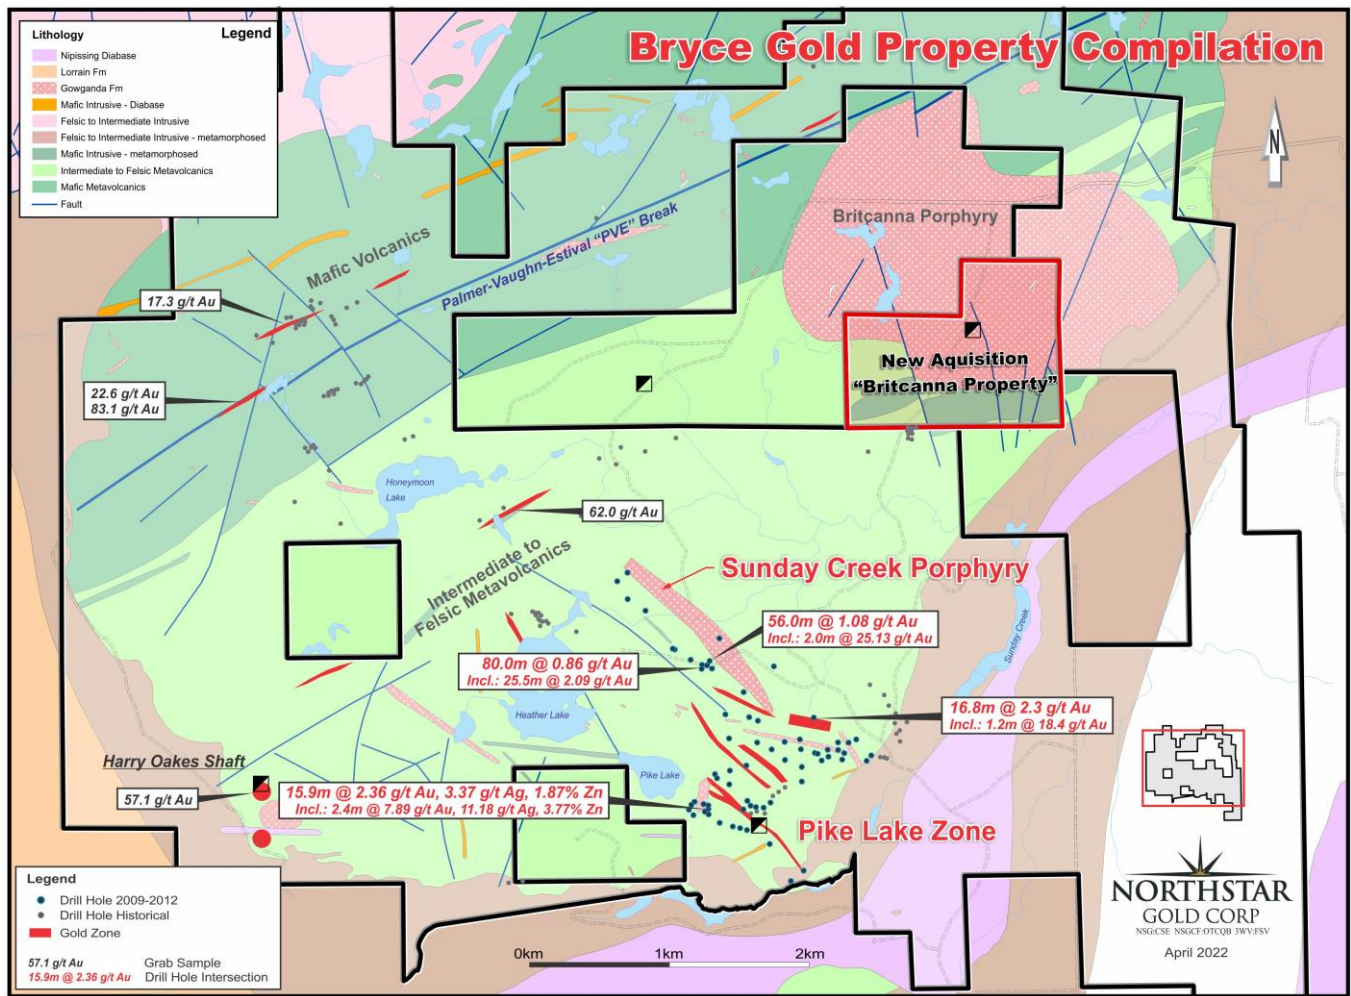 Bryce Gold Property Compilation
Lithology
Legend
Nipissing Diabase
Lorrain Fm
Gowganda Fm
Mafic Intrusive - Diabase
Felsic to Intermediate Intrusive
Felsic to Intermediate Intrusive - metamorphosed
Mafic Intrusive - metamorphosed
Intermediate to Felsic Metavolcanics
Mafic Metavolcanics
Fault
N
Britcanna Porphyry
Mafic Volcanics
Palmer-Vaughn-Estival "PVE" Break
17.3 g/t Au
22.6 g/t Au
83.1 g/t Au
New Aquisition
"Britcanna Property"
Honeymoon
Lake
62.0 g/t Au
Intermediate to
Felsic Metavolcanics
Sunday Creek Porphyry
56.0m @ 1.08 g/t Au
Incl.: 2.0m @ 25.13 g/t Au
Sunday Creek
80.0m @ 0.86 g/t Au
Incl.: 25.5m @ 2.09 g/t Au
Heather Lake
16.8m @ 2.3 g/t Au
Incl.: 1.2m @ 18.4 g/t Au
Harry Oakes Shaft
57.1 g/t Au
Pike Lake
15.9m @ 2.36 g/t Au, 3.37 g/t Ag, 1.87% Zn
Incl.: 2.4m @ 7.89 g/t Au, 11.18 g/t Ag, 3.77% Zn
Pike Lake Zone
Legend
Drill Hole 2009-2012
Drill Hole Historical
Gold Zone
57.1 g/t Au Grab Sample
15.9m @ 2.36 g/t Au Drill Hole Intersection
0km 1km 2km
NORTHSTAR
GOLD CORP
NSG:CSE NSGCF:OTCQB 3WV:FSV
April 2022